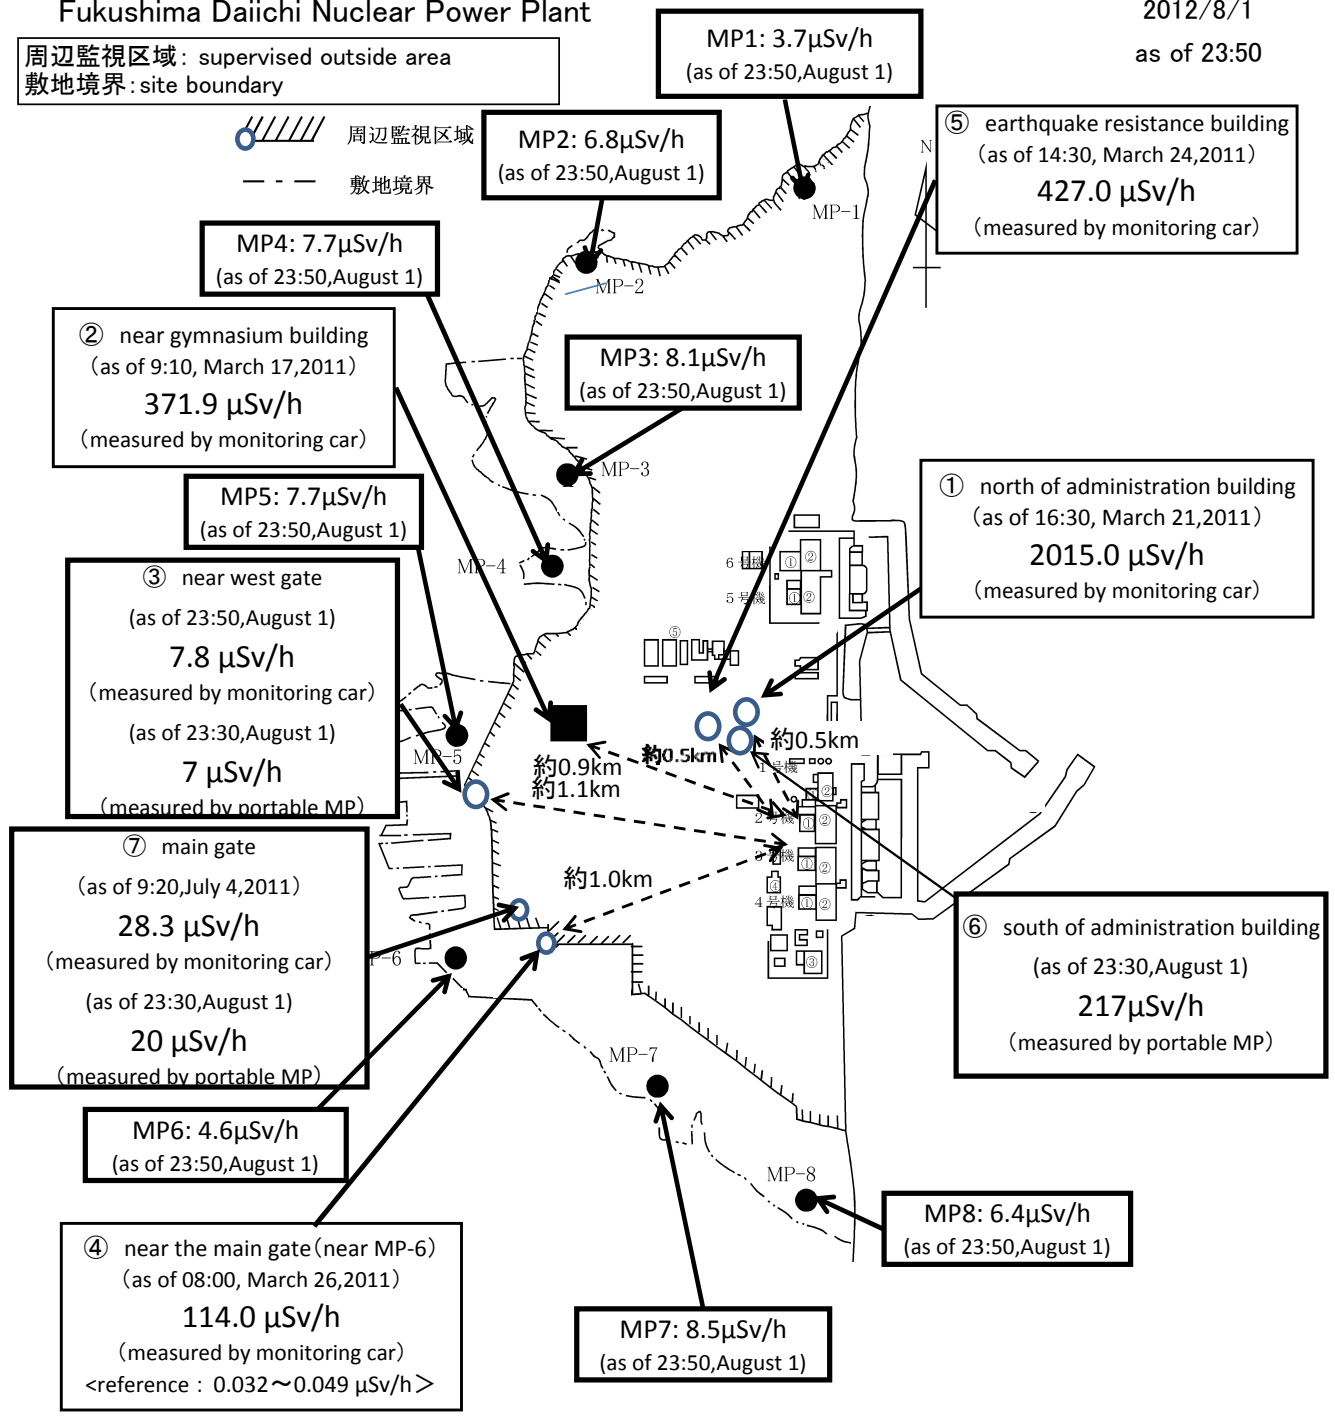 Fukushima Daiichi Nuclear Power Plant
2012/8/1
as of 23:50
周辺監視区域: supervised outside area
敷地境界:site boundary
周辺監視区域
敷地境界
MP1: 3.7μSv/h
(as of 23:50,August 1)
MP2: 6.8μSv/h
(as of 23:50,August 1)
⑤ earthquake resistance building
(as of 14:30, March 24,2011)
427.0 μSv/h
(measured by monitoring car)
N
MP-1
MP4: 7.7μSv/h
(as of 23:50,August 1)
MP-2
② near gymnasium building
(as of 9:10, March 17,2011)
371.9 μSv/h
(measured by monitoring car)
MP3: 8.1μSv/h
(as of 23:50,August 1)
MP-3
MP5: 7.7μSv/h
(as of 23:50,August 1)
① north of administration building
(as of 16:30, March 21,2011)
2015.0 μSv/h
(measured by monitoring car)
MP-4
6号機
① ②
5号機
① ②
⑤
③ near west gate
(as of 23:50,August 1)
7.8 μSv/h
(measured by monitoring car)
(as of 23:30,August 1)
7 μSv/h
(measured by portable MP)
MP-5
約0.9km
約1.1km
約0.5km
約0.5km
1号機
②
2号機
① ②
3号機
① ②
④
4号機
① ②
③
約1.0km
⑦ main gate
(as of 9:20,July 4,2011)
28.3 μSv/h
(measured by monitoring car)
(as of 23:30,August 1)
20 μSv/h
(measured by portable MP)
P-6
⑥ south of administration building
(as of 23:30,August 1)
217μSv/h
(measured by portable MP)
MP-7
MP6: 4.6μSv/h
(as of 23:50,August 1)
MP-8
MP8: 6.4μSv/h
(as of 23:50,August 1)
④ near the main gate(near MP-6)
(as of 08:00, March 26,2011)
114.0 μSv/h
(measured by monitoring car)
<reference : 0.032～0.049 μSv/h＞
MP7: 8.5μSv/h
(as of 23:50,August 1)